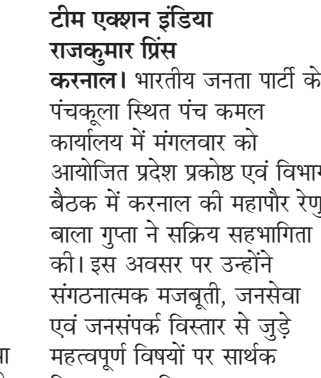 टीम एक्शन इंडिया
राजकुमार प्रिंस
करनाल। भारतीय जनता पार्टी के
पंचकूला स्थित पंच कमल
कार्यालय में मंगलवार को
आयोजित प्रदेश प्रकोष्ठ एवं विभाग
बैठक में करनाल की महापौर रेणु
बाला गुप्ता ने सक्रिय सहभागिता
की। इस अवसर पर उन्होंने
संगठनात्मक मजबूती, जनसेवा
एवं जनसंपर्क विस्तार से जुड़े
महत्वपूर्ण विषयों पर सार्थक